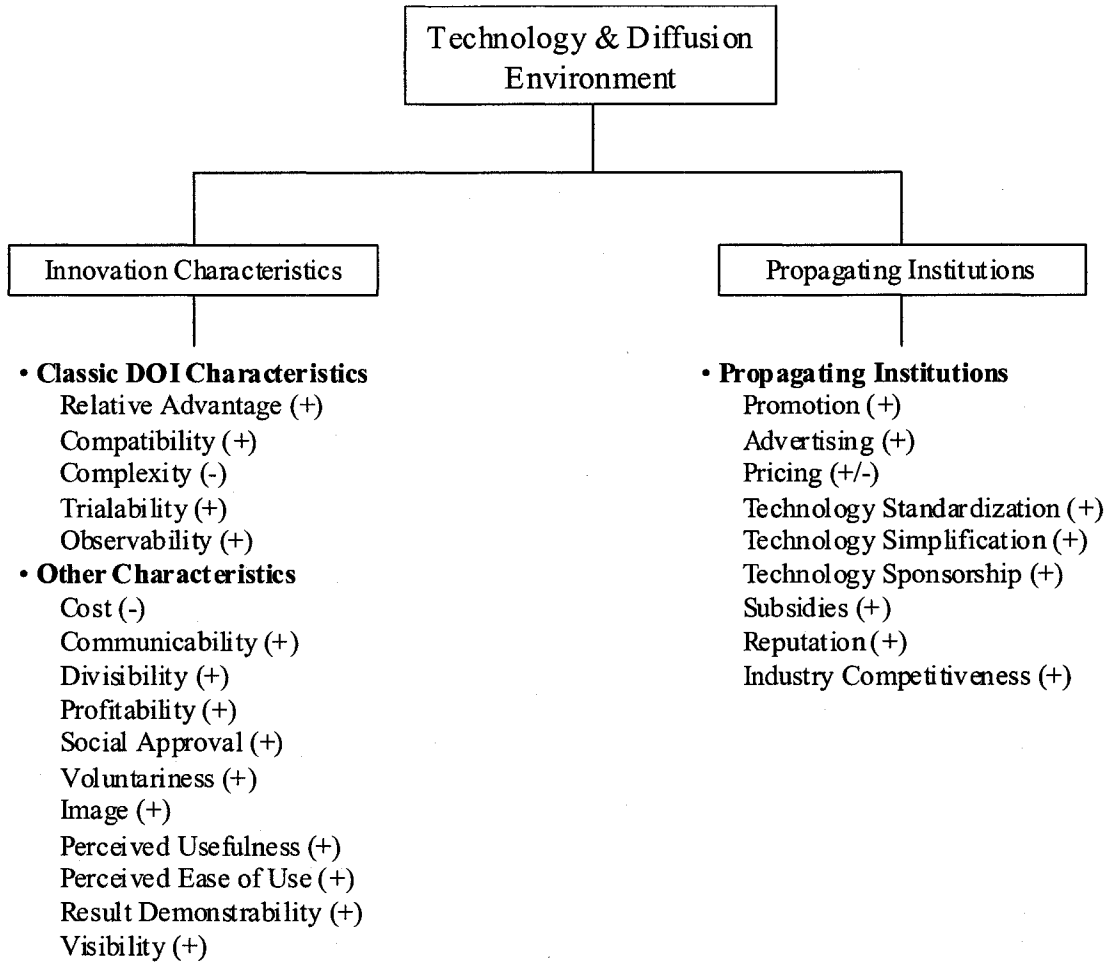 Technology & Diffusion
Environment
Innovation Characteristics
• Classic DOI Characteristics
Relative Advantage (+)
Compatibility (+)
Complexity (-)
Trialability (+)
Observability (+)
• Other Characteristics
Cost (-)
Communicability (+)
Divisibility (+)
Profitability (+)
Social Approval (+)
Voluntariness (+)
Image (+)
Perceived Usefulness (+)
Perceived Ease of Use (+)
Result Demonstrability (+)
Visibility (+)
Propagating Institutions
• Propagating Institutions
Promotion (+)
Advertising (+)
Pricing (+/-)
Technology Standardization (+)
Technology Simplification (+)
Technology Sponsorship (+)
Subsidies (+)
Reputation (+)
Industry Competitiveness (+)